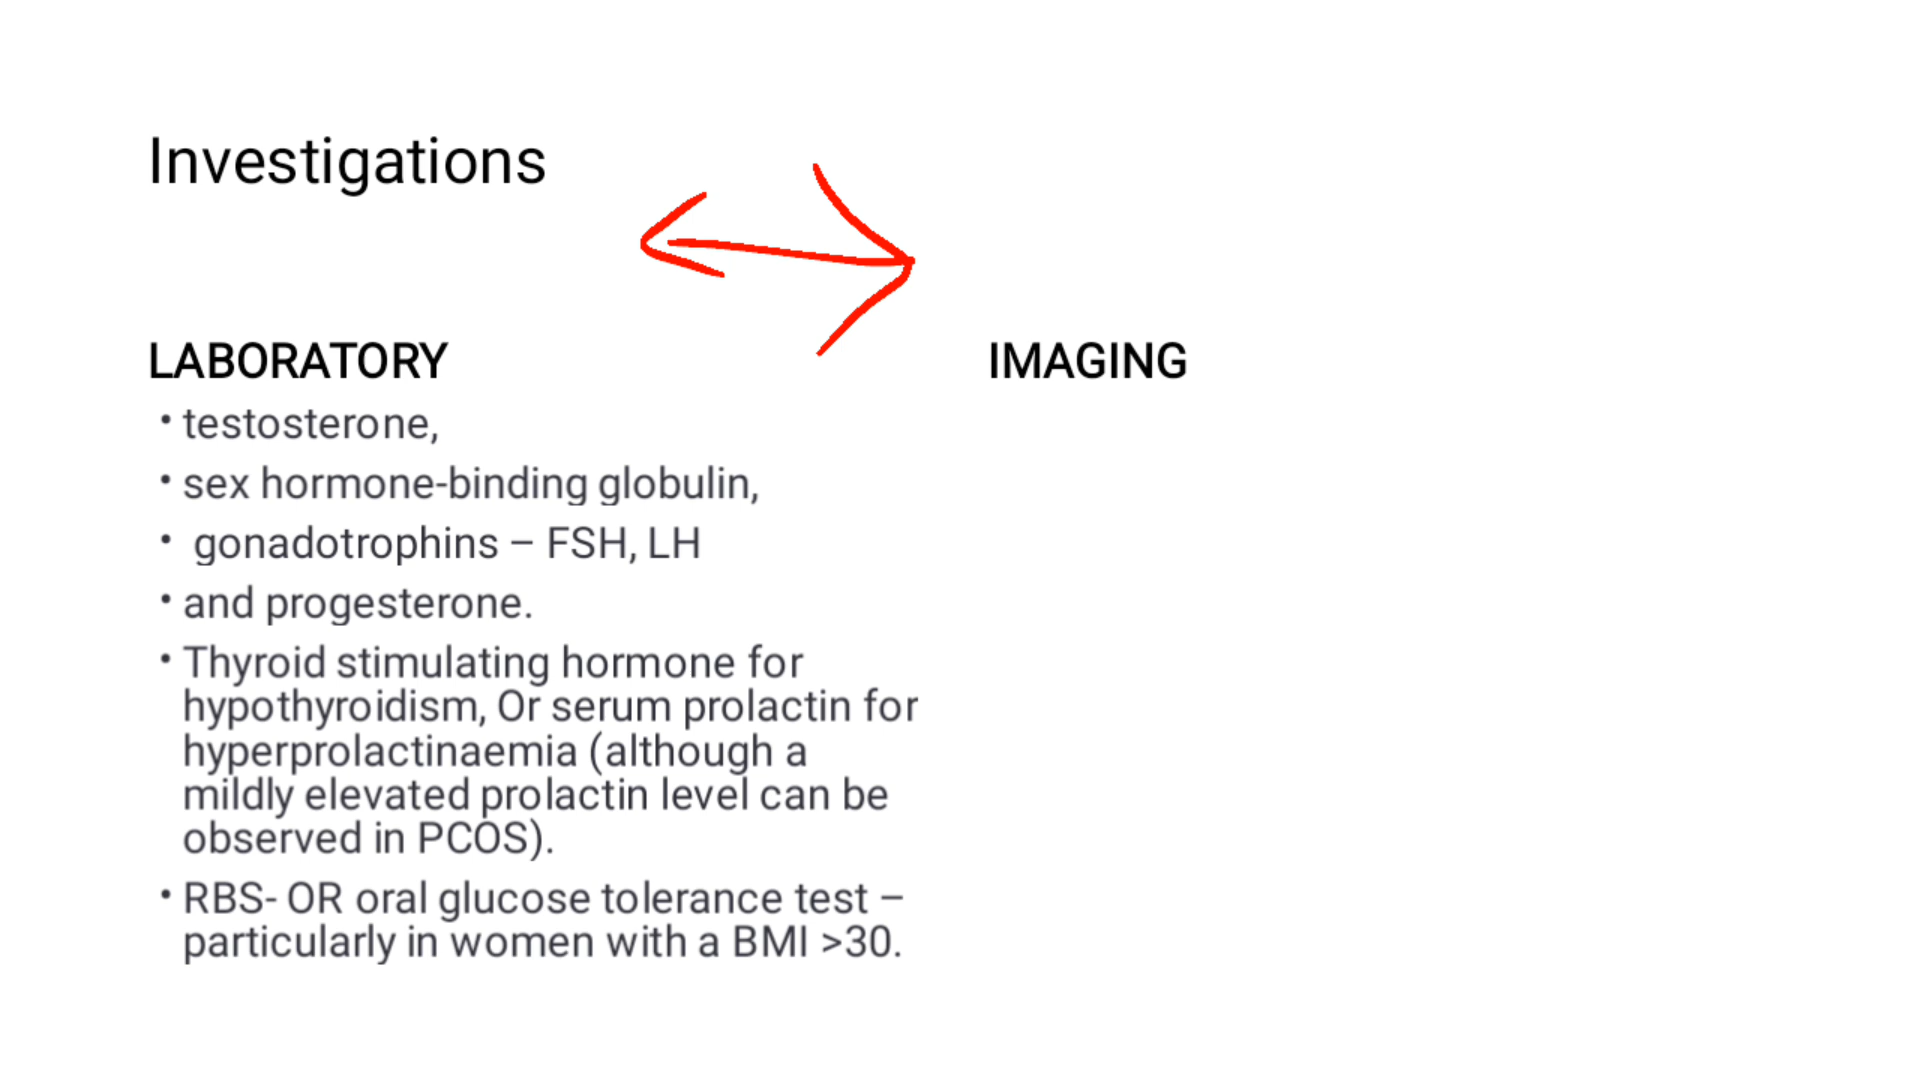 Investigations
LABORATORY
• testosterone,
• sex hormone-binding globulin,
• gonadotrophins – FSH, LH
• and progesterone.
• Thyroid stimulating hormone for
hypothyroidism, Or serum prolactin for
hyperprolactinaemia (although a
mildly elevated prolactin level can be
observed in PCOS).
• RBS- OR oral glucose tolerance test –
particularly in women with a BMI >30.
IMAGING